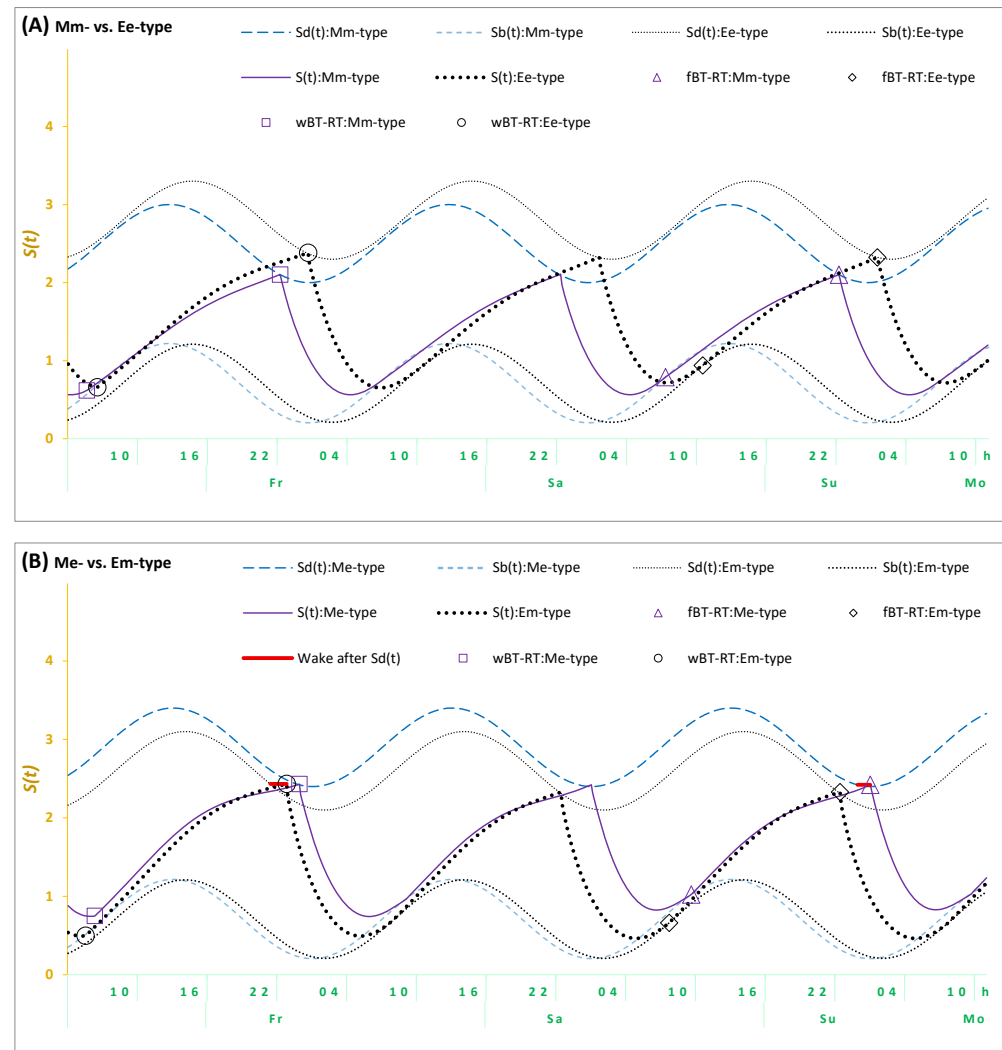 (A) Mm- vs. Ee-type
Sd(t):Mm-type Sb(t):Mm-type Sd(t):Ee-type Sb(t):Ee-type
S(t):Mm-type S(t):Ee-type fBT-RT:Mm-type fBT-RT:Ee-type
wBT-RT:Mm-type wBT-RT:Ee-type
4
3
S(t)
2
1
0
10 16 22 04 10 16 22 04 10 16 22 04 10 h
Fr Sa Su Mo
(B) Me- vs. Em-type
Sd(t):Me-type Sb(t):Me-type Sd(t):Em-type Sb(t):Em-type
S(t):Me-type S(t):Em-type fBT-RT:Me-type fBT-RT:Em-type
Wake after Sd(t) wBT-RT:Me-type wBT-RT:Em-type
4
3
S(t)
2
1
0
10 16 22 04 10 16 22 04 10 16 22 04 10 h
Fr Sa Su Mo